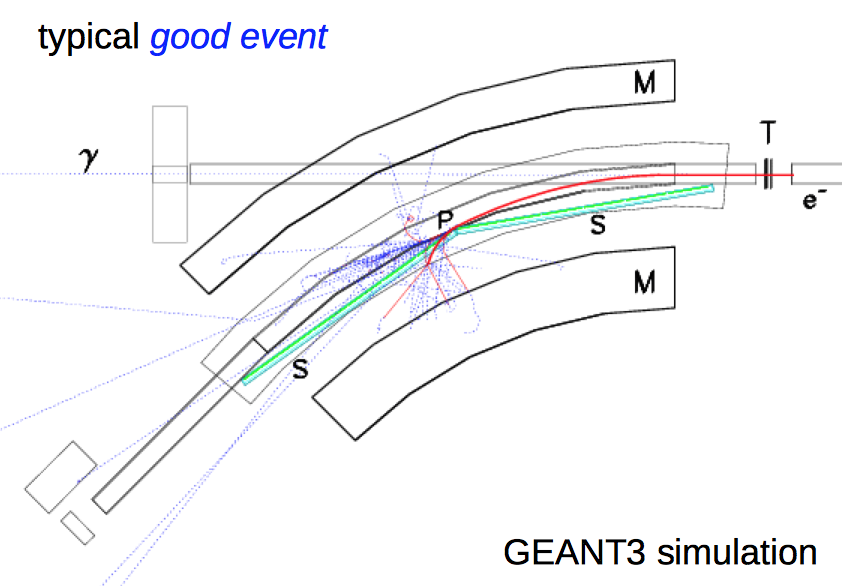 typical good event
M
T
γ
e⁻
P
S
M
S
GEANT3 simulation